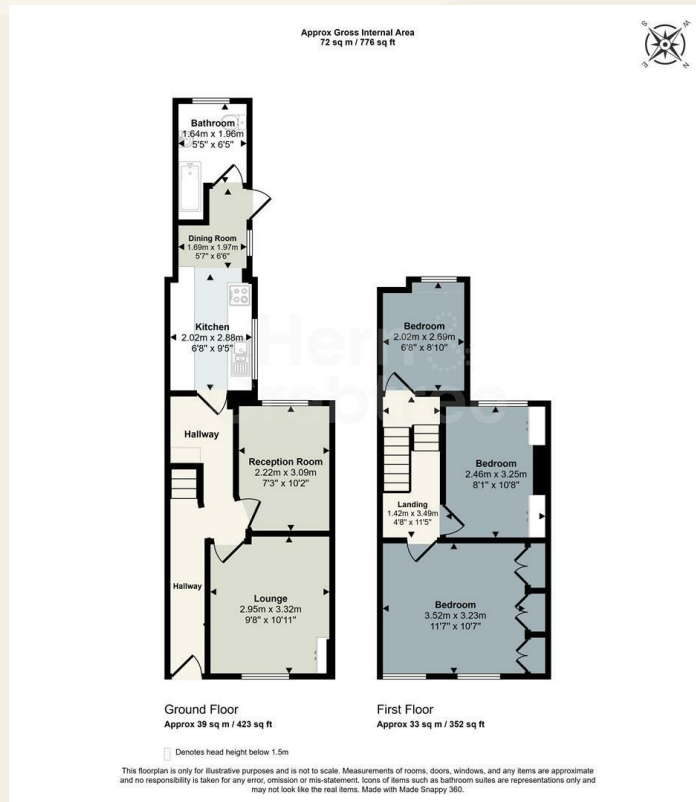 Approx Gross Internal Area
72 sq m / 776 sq ft
S
W
E
N
Bathroom
1.64m x 1.96m
5'5" x 6'5"
Dining Room
1.69m x 1.97m
5'7" x 6'6"
Kitchen
2.02m x 2.88m
6'8" x 9'5"
Hallway
Reception Room
2.22m x 3.09m
7'3" x 10'2"
Hallway
Lounge
2.95m x 3.32m
9'8" x 10'11"
Bedroom
2.02m x 2.69m
6'8" x 8'10"
Bedroom
2.46m x 3.25m
8'1" x 10'8"
Landing
1.42m x 3.49m
4'8" x 11'5"
Bedroom
3.52m x 3.23m
11'7" x 10'7"
Ground Floor
Approx 39 sq m / 423 sq ft
First Floor
Approx 33 sq m / 352 sq ft
Denotes head height below 1.5m
This floorplan is only for illustrative purposes and is not to scale. Measurements of rooms, doors, windows, and any items are approximate
and no responsibility is taken for any error, omission or mis-statement. Icons of items such as bathroom suites are representations only and
may not look like the real items. Made with Made Snappy 360.